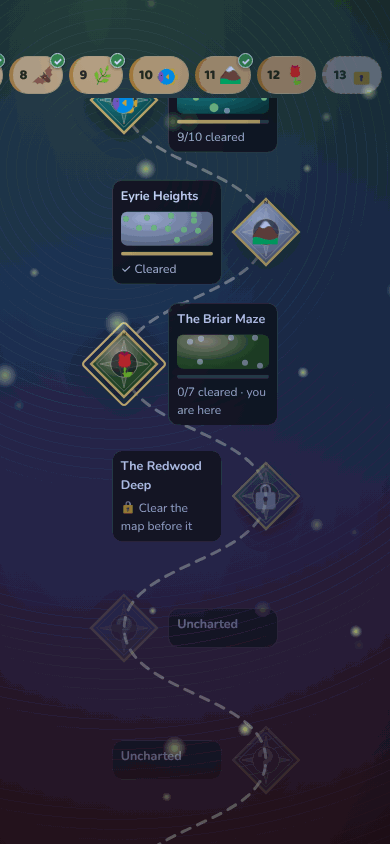 8
9
10
11
12
13
9/10 cleared
Eyrie Heights
✓ Cleared
The Briar Maze
0/7 cleared · you
are here
The Redwood
Deep
🔒 Clear the
map before it
Uncharted
Uncharted